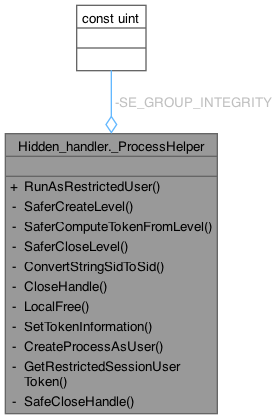 const uint
-SE_GROUP_INTEGRITY
Hidden_handler._ProcessHelper
+ RunAsRestrictedUser()
- SaferCreateLevel()
- SaferComputeTokenFromLevel()
- SaferCloseLevel()
- ConvertStringSidToSid()
- CloseHandle()
- LocalFree()
- SetTokenInformation()
- CreateProcessAsUser()
- GetRestrictedSessionUser
Token()
- SafeCloseHandle()